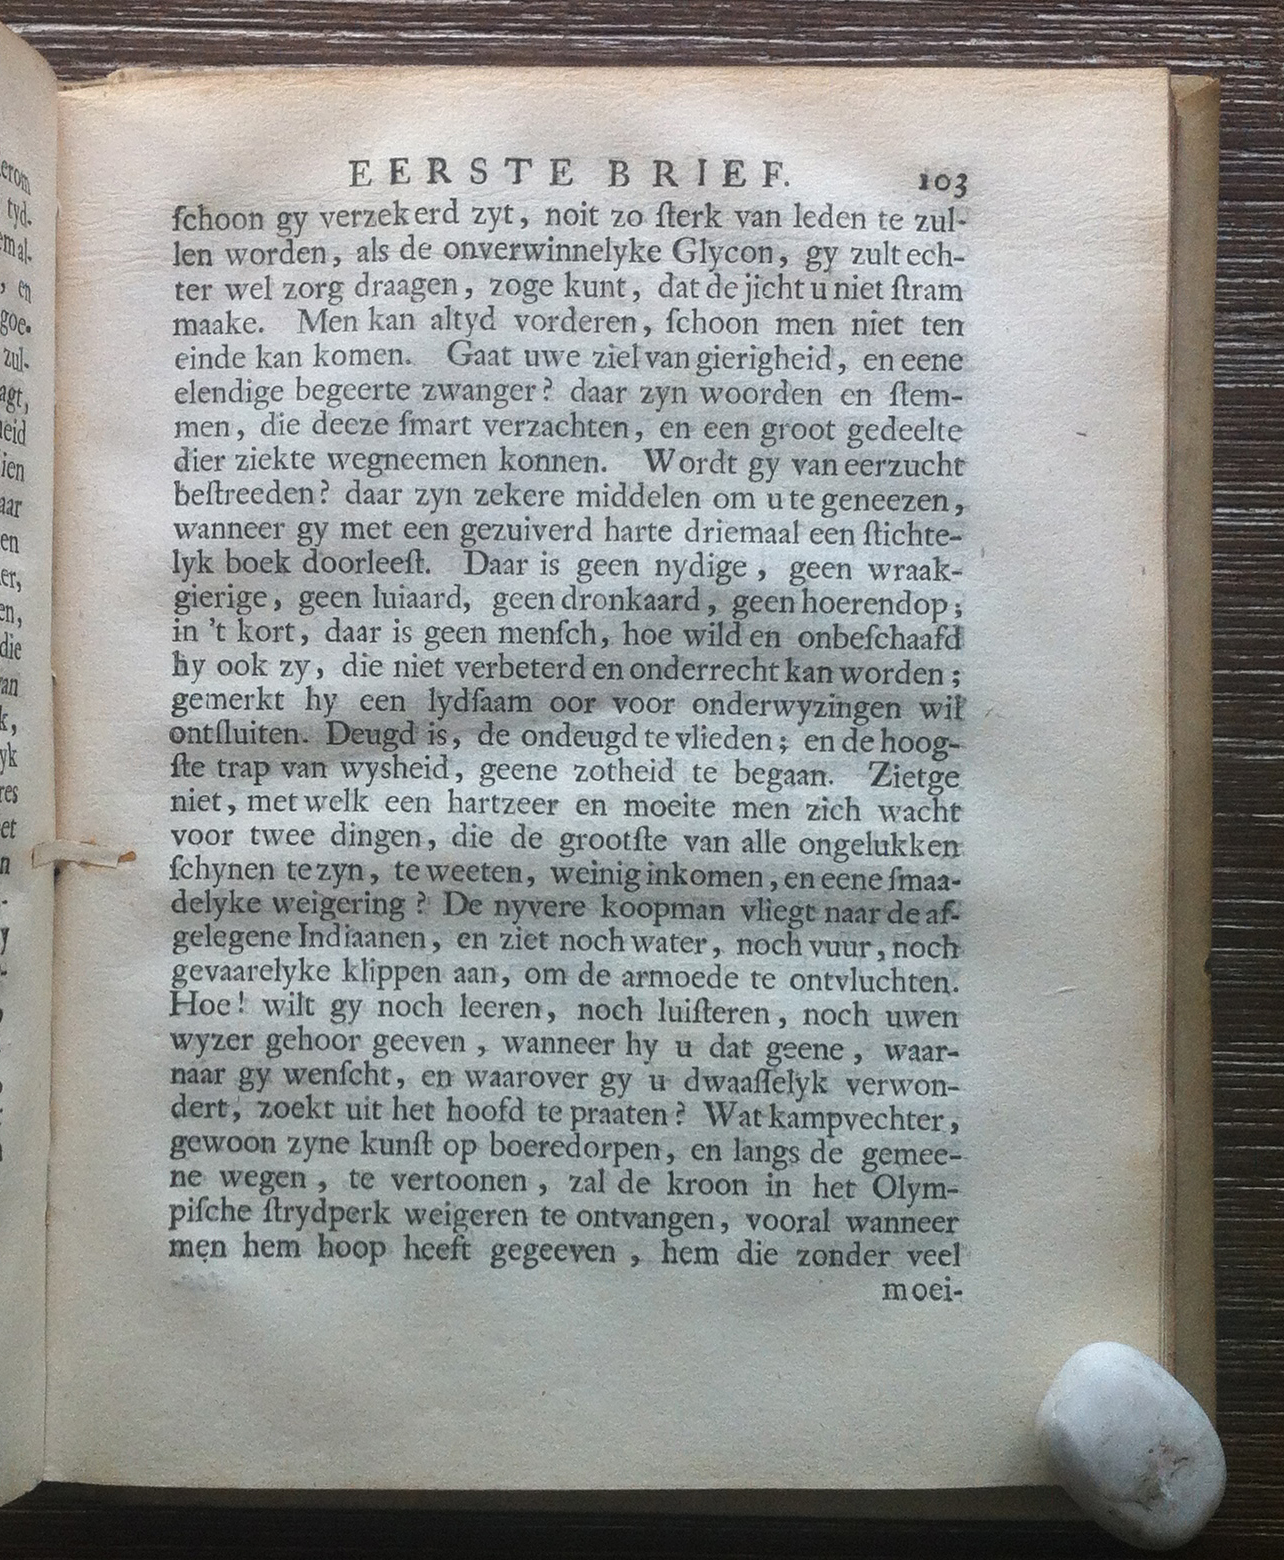 EERSTE BRIEF. 103
ſchoon gy verzekerd zyt, noit zo ſterk van leden te zul-
len worden, als de onverwinnelyke Glycon, gy zult ech-
ter wel zorg draagen, zoge kunt, dat de jicht u niet ſtram
maake. Men kan altyd vorderen, ſchoon men niet ten
einde kan komen. Gaat uwe ziel van gierigheid, en eene
elendige begeerte zwanger? daar zyn woorden en ſtem-
men, die deeze ſmart verzachten, en een groot gedeelte
dier ziekte wegneemen konnen. Wordt gy van eerzucht
beſtreeden? daar zyn zekere middelen om u te geneezen,
wanneer gy met een gezuiverd harte driemaal een ſtichte-
lyk boek doorleeſt. Daar is geen nydige, geen wraak-
gierige, geen luiaard, geen dronkaard, geen hoerendop;
in 't kort, daar is geen menſch, hoe wild en onbeſchaafd
hy ook zy, die niet verbeterd en onderrecht kan worden;
gemerkt hy een lydſaam oor voor onderwyzingen wil
ontſluiten. Deugd is, de ondeugd te vlieden; en de hoog-
ſte trap van wysheid, geene zotheid te begaan. Zietge
niet, met welk een hartzeer en moeite men zich wacht
voor twee dingen, die de grootſte van alle ongelukken
ſchynen te zyn, te weeten, weinig inkomen, en eene ſmaa-
delyke weigering? De nyvere koopman vliegt naar de af-
gelegene Indiaanen, en ziet noch water, noch vuur, noch
gevaarelyke klippen aan, om de armoede te ontvluchten.
Hoe! wilt gy noch leeren, noch luiſteren, noch uwen
wyzer gehoor geeven, wanneer hy u dat geene, waar-
naar gy wenſcht, en waarover gy u dwaaſſelyk verwon-
dert, zoekt uit het hoofd te praaten? Wat kampvechter,
gewoon zyne kunſt op boeredorpen, en langs de gemee-
ne wegen, te vertoonen, zal de kroon in het Olym-
piſche ſtrydperk weigeren te ontvangen, vooral wanneer
men hem hoop heeft gegeeven, hem die zonder veel
moei-